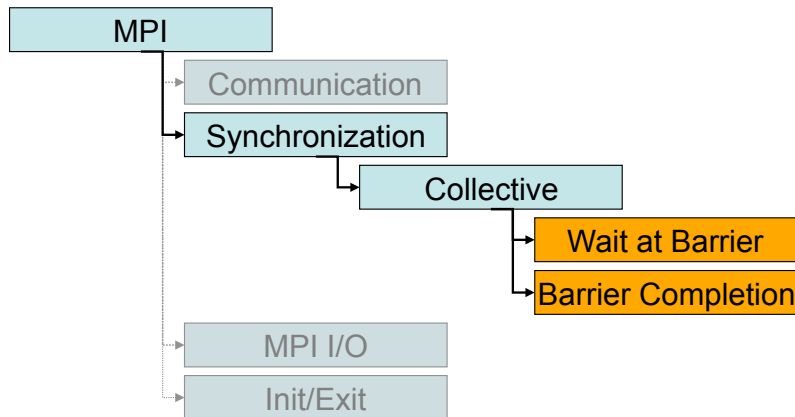 MPI
Communication
Synchronization
Collective
Wait at Barrier
Barrier Completion
MPI I/O
Init/Exit